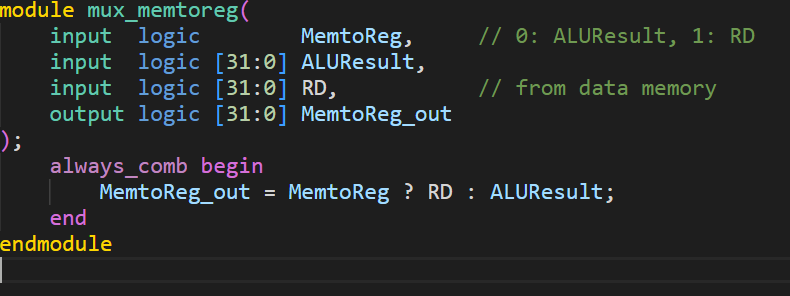 module mux_memtoreg(
    input  logic        MemtoReg,     // 0: ALUResult, 1: RD
    input  logic [31:0] ALUResult,
    input  logic [31:0] RD,           // from data memory
    output logic [31:0] MemtoReg_out
);
    always_comb begin
        MemtoReg_out = MemtoReg ? RD : ALUResult;
    end
endmodule